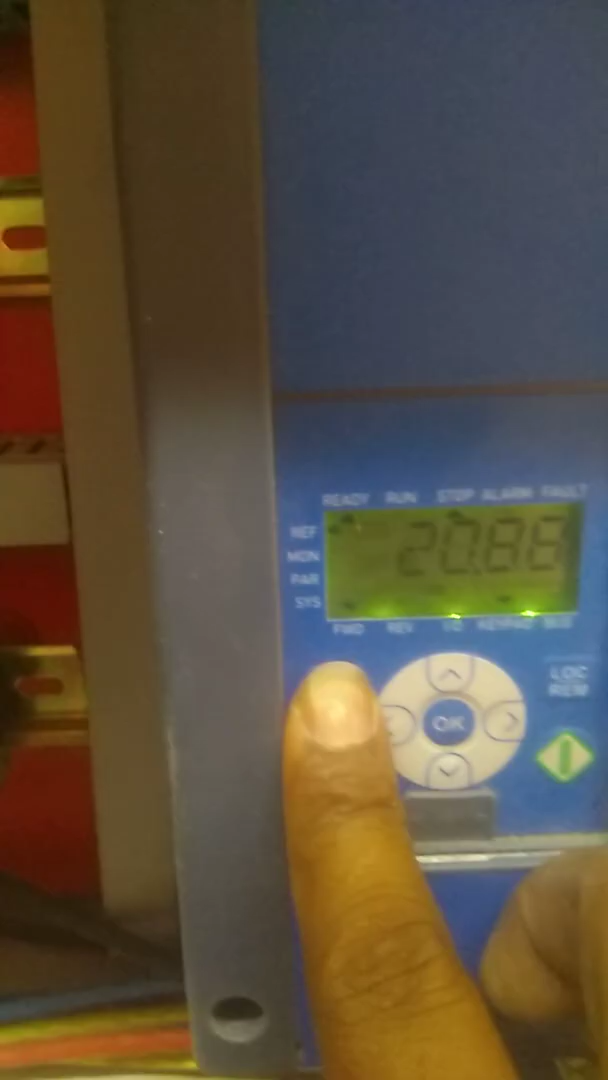 READY RUN STOP ALARM FAULT
REF
MON
PAR
SYS
20.88
FWD REV I/O KEYPAD BUS
LOC
REM
OK